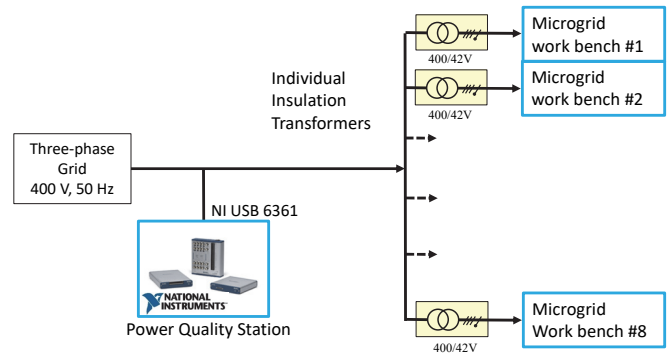 Microgrid
work bench #1
400/42V
Microgrid
work bench #2
400/42V
Individual
Insulation
Transformers
Three-phase
Grid
400 V, 50 Hz
NI USB 6361
NATIONAL
INSTRUMENTS™
Power Quality Station
Microgrid
Work bench #8
400/42V